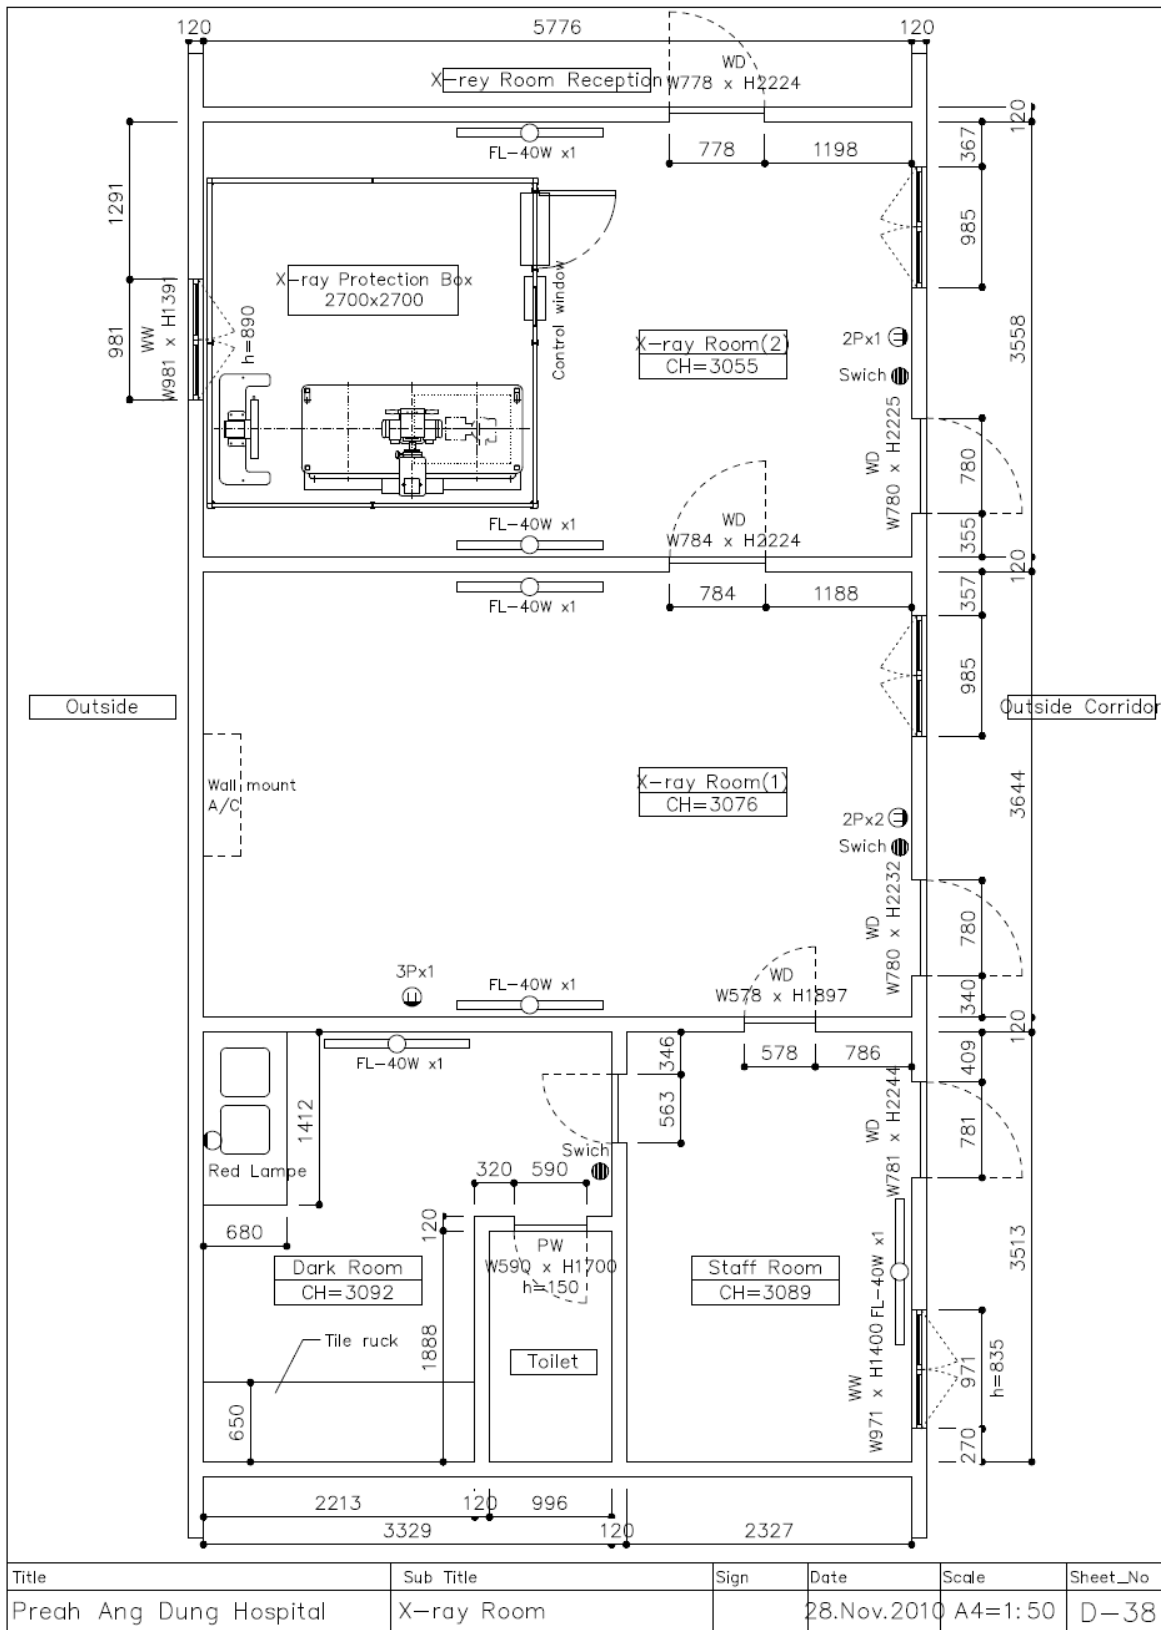 120
5776
120
X-rey Room Reception
WD
W778 x H2224
120
FL-40W x1
778
1198
367
1291
985
X-ray Protection Box
2700x2700
Control window
WW
W981 x H1391
h=890
981
X-ray Room(2)
CH=3055
2Px1
Swich
3558
WD
W780 x H2225
780
355
FL-40W x1
WD
W784 x H2224
120
FL-40W x1
784
1188
357
985
Outside
Outside Corridor
Wall mount
A/C
X-ray Room(1)
CH=3076
2Px2
Swich
3644
WD
W780 x H2232
780
340
3Px1
FL-40W x1
WD
W578 x H1897
120
FL-40W x1
346
578
786
409
563
1412
WD
W781 x H2244
781
Swich
Red Lampe
320
590
680
120
PW
W590 x H1700
h=150
Dark Room
CH=3092
Staff Room
CH=3089
FL-40W x1
3513
Tile ruck
1888
Toilet
WW
W971 x H1400
971
h=835
650
270
2213
120
996
3329
120
2327
Title
Sub Title
Sign
Date
Scale
Sheet_No
Preah Ang Dung Hospital
X-ray Room
28.Nov.2010
A4=1:50
D-38